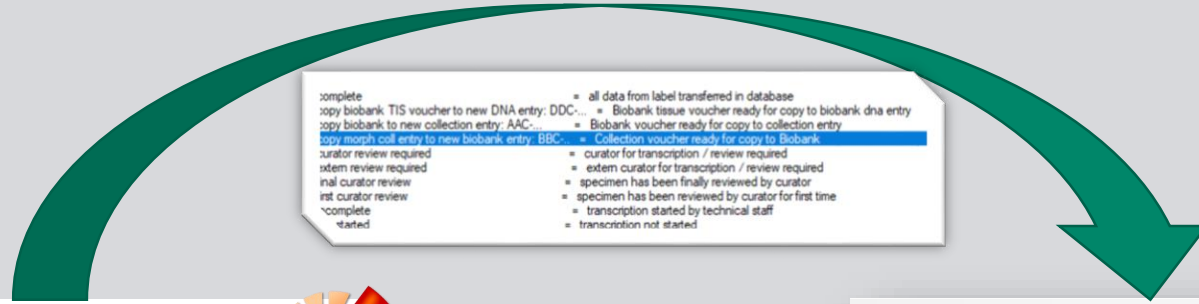 complete = all data from label transferred in database
copy biobank TIS voucher to new DNA entry: DDC-... = Biobank tissue voucher ready for copy to biobank dna entry
copy biobank to new collection entry: AAC-... = Biobank voucher ready for copy to collection entry
copy morph coll entry to new biobank entry: BBC-.. = Collection voucher ready for copy to Biobank
curator review required = curator for transcription / review required
extern review required = extern curator for transcription / review required
final curator review = specimen has been finally reviewed by curator
first curator review = specimen has been reviewed by curator for first time
incomplete = transcription started by technical staff
started = transcription not started